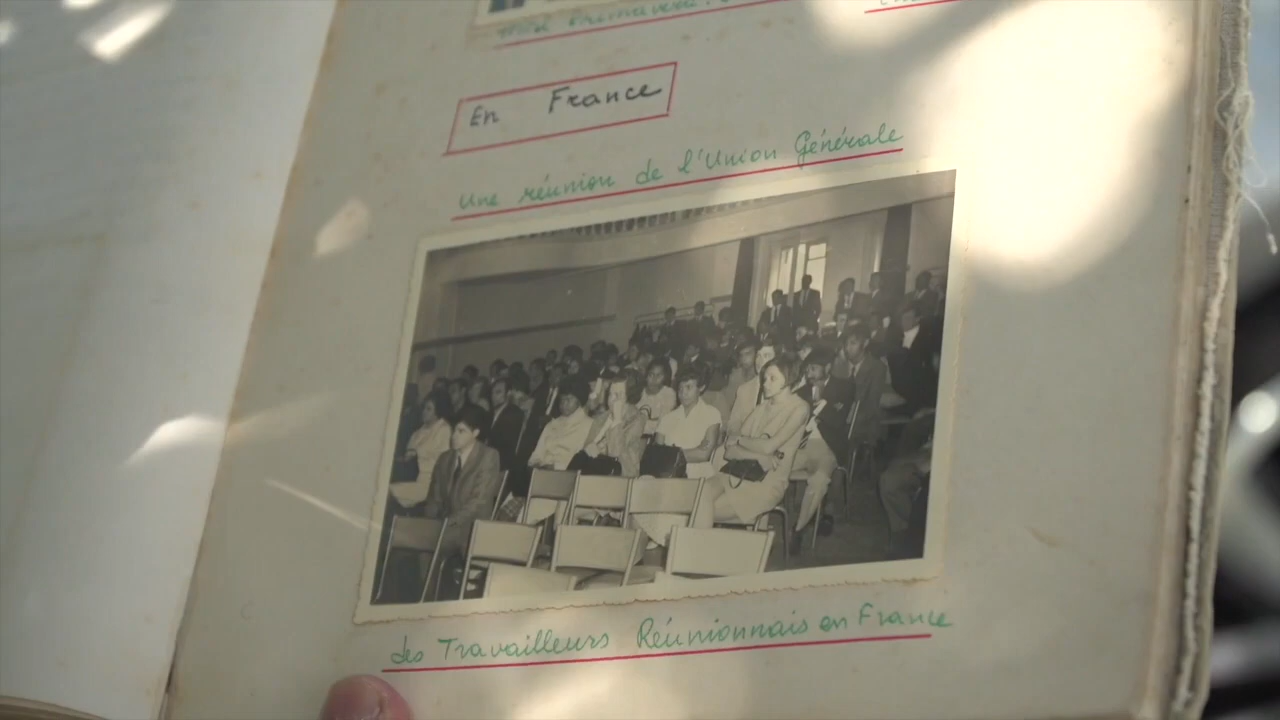 En France
Une réunion de l'Union Générale
des Travailleurs Réunionnais en France